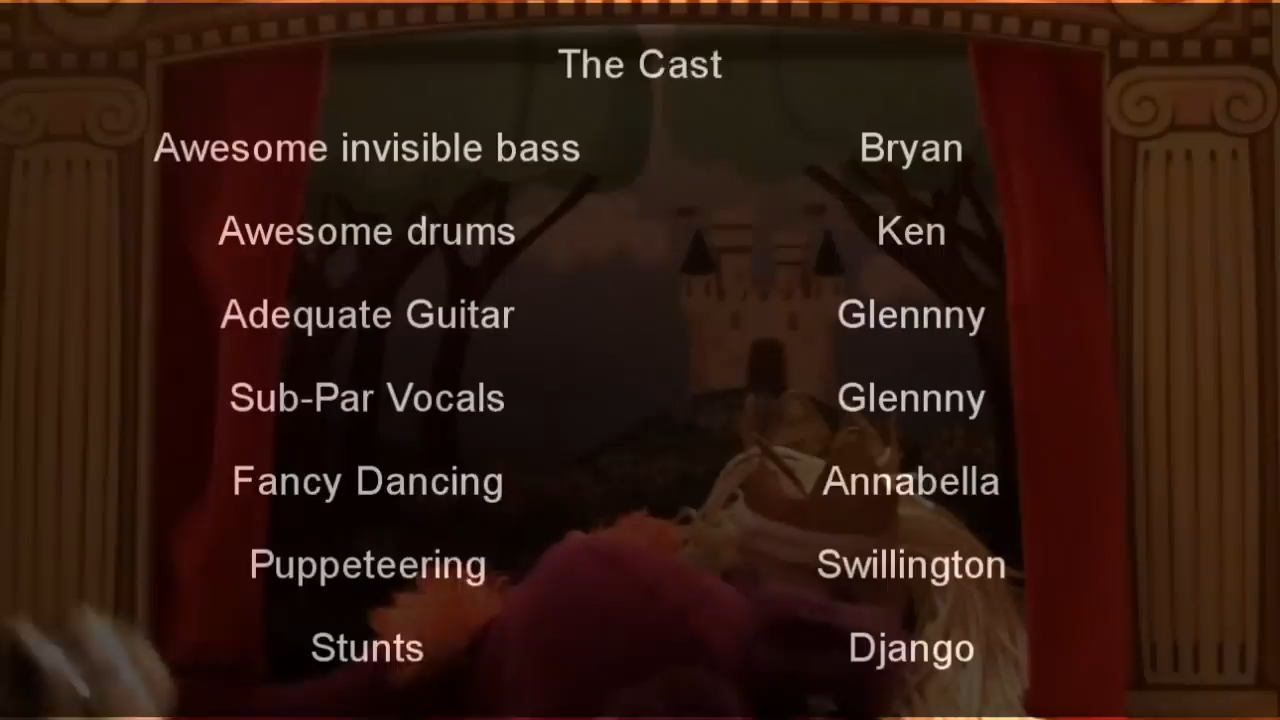 The Cast
Awesome invisible bass Bryan
Awesome drums Ken
Adequate Guitar Glennny
Sub-Par Vocals Glennny
Fancy Dancing Annabella
Puppeteering Swillington
Stunts Django